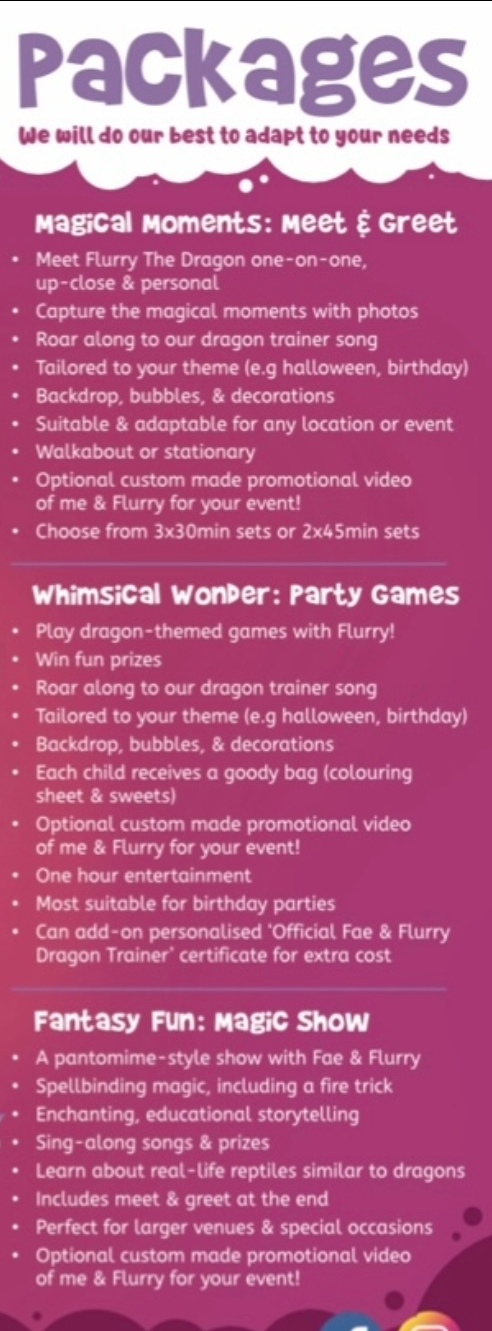 Packages
We will do our best to adapt to your needs
Magical Moments: Meet & Greet
• Meet Flurry The Dragon one-on-one,
up-close & personal
• Capture the magical moments with photos
• Roar along to our dragon trainer song
• Tailored to your theme (e.g halloween, birthday)
• Backdrop, bubbles, & decorations
• Suitable & adaptable for any location or event
• Walkabout or stationary
• Optional custom made promotional video
of me & Flurry for your event!
• Choose from 3x30min sets or 2x45min sets
Whimsical Wonder: Party Games
• Play dragon-themed games with Flurry!
• Win fun prizes
• Roar along to our dragon trainer song
• Tailored to your theme (e.g halloween, birthday)
• Backdrop, bubbles, & decorations
• Each child receives a goody bag (colouring
sheet & sweets)
• Optional custom made promotional video
of me & Flurry for your event!
• One hour entertainment
• Most suitable for birthday parties
• Can add-on personalised 'Official Fae & Flurry
Dragon Trainer' certificate for extra cost
Fantasy Fun: Magic Show
• A pantomime-style show with Fae & Flurry
• Spellbinding magic, including a fire trick
• Enchanting, educational storytelling
• Sing-along songs & prizes
• Learn about real-life reptiles similar to dragons
• Includes meet & greet at the end
• Perfect for larger venues & special occasions
• Optional custom made promotional video
of me & Flurry for your event!